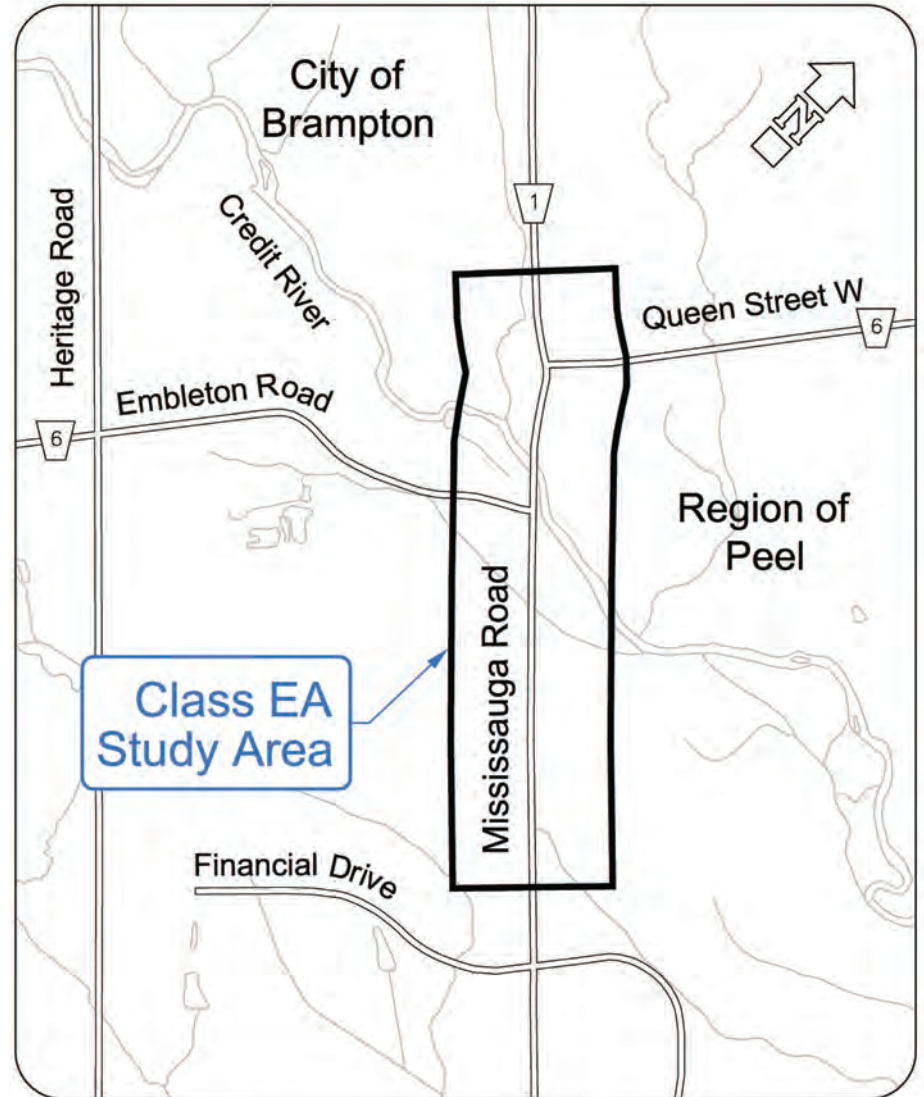 City of
Brampton
N
1
Heritage Road
Credit River
Queen Street W
6
Embleton Road
6
Region of
Peel
Mississauga Road
Class EA
Study Area
Financial Drive